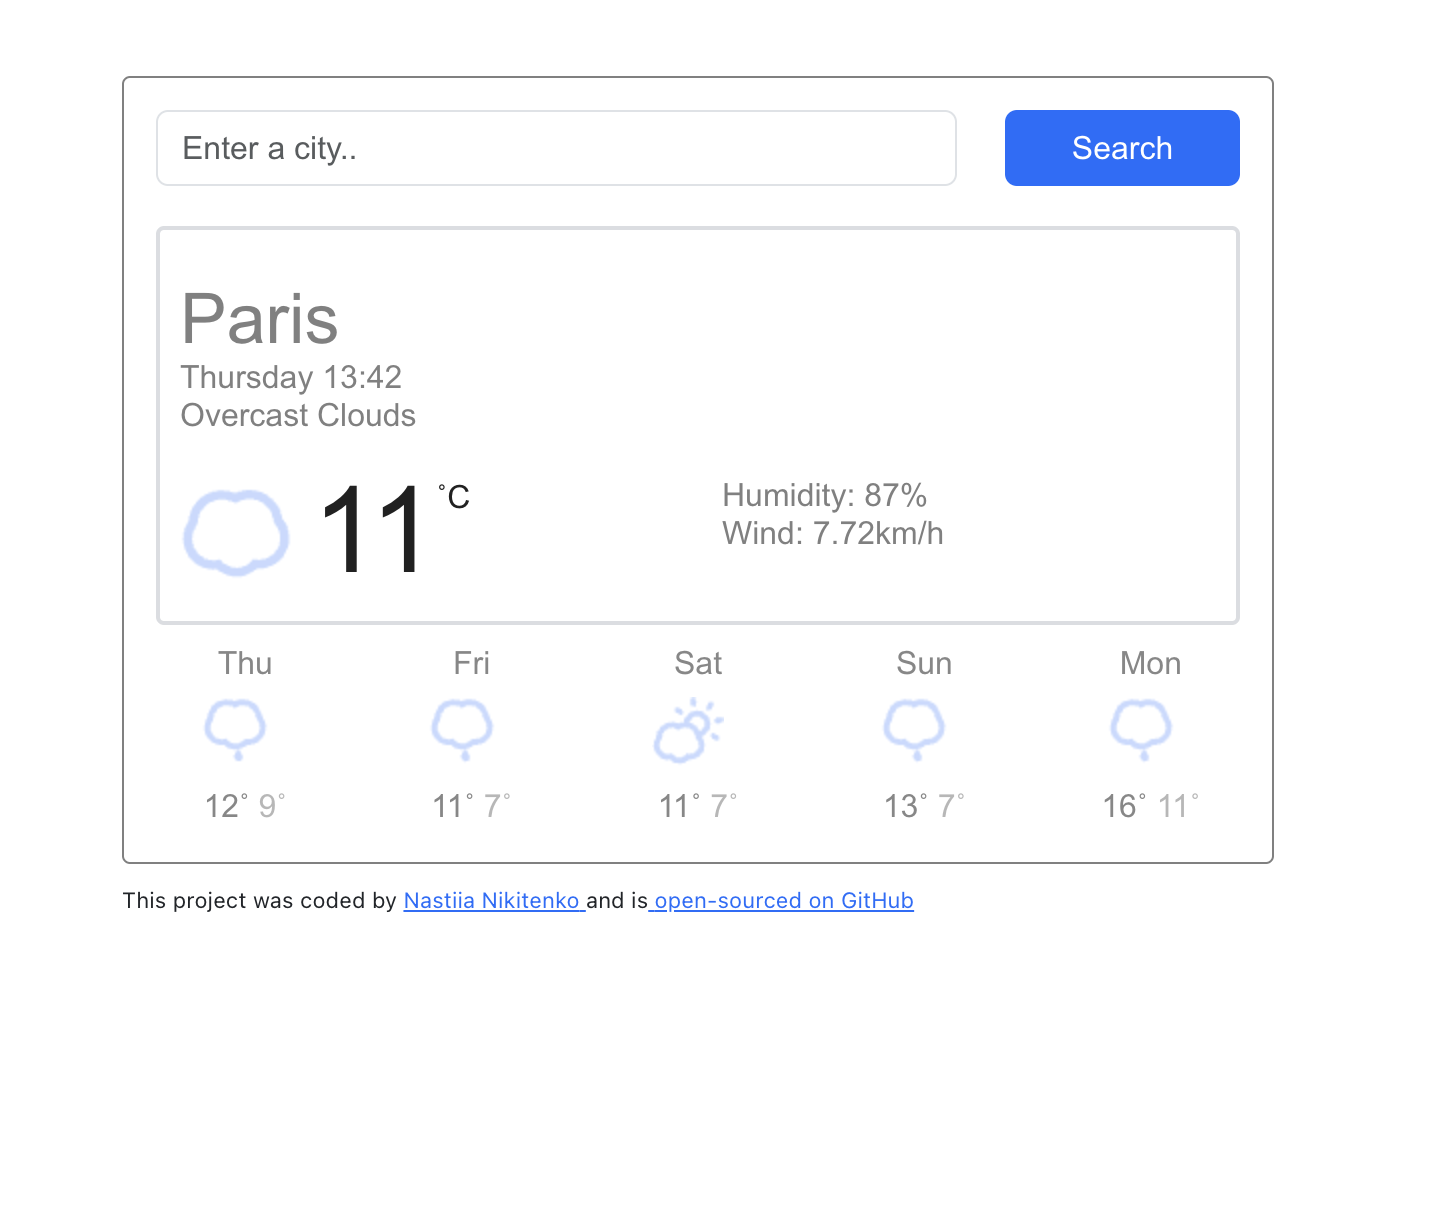 Enter a city..
Search
Paris
Thursday 13:42
Overcast Clouds
11 °C
Humidity: 87%
Wind: 7.72km/h
Thu Fri Sat Sun Mon
12° 9° 11° 7° 11° 7° 13° 7° 16° 11°
This project was coded by Nastiia Nikitenko and is open-sourced on GitHub